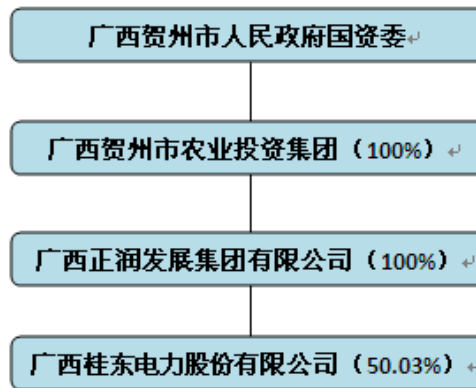 广西贺州市人民政府国资委
广西贺州市农业投资集团（100%）
广西正润发展集团有限公司（100%）
广西桂东电力股份有限公司（50.03%）